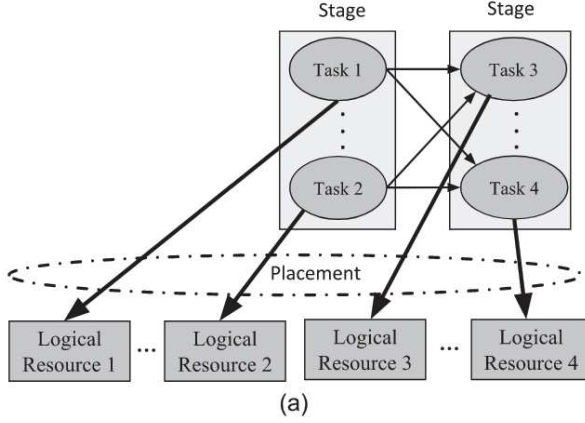 Stage Stage
Task 1 Task 3
Task 2 Task 4
Placement
Logical Resource 1
...
Logical Resource 2
Logical Resource 3
...
Logical Resource 4
(a)